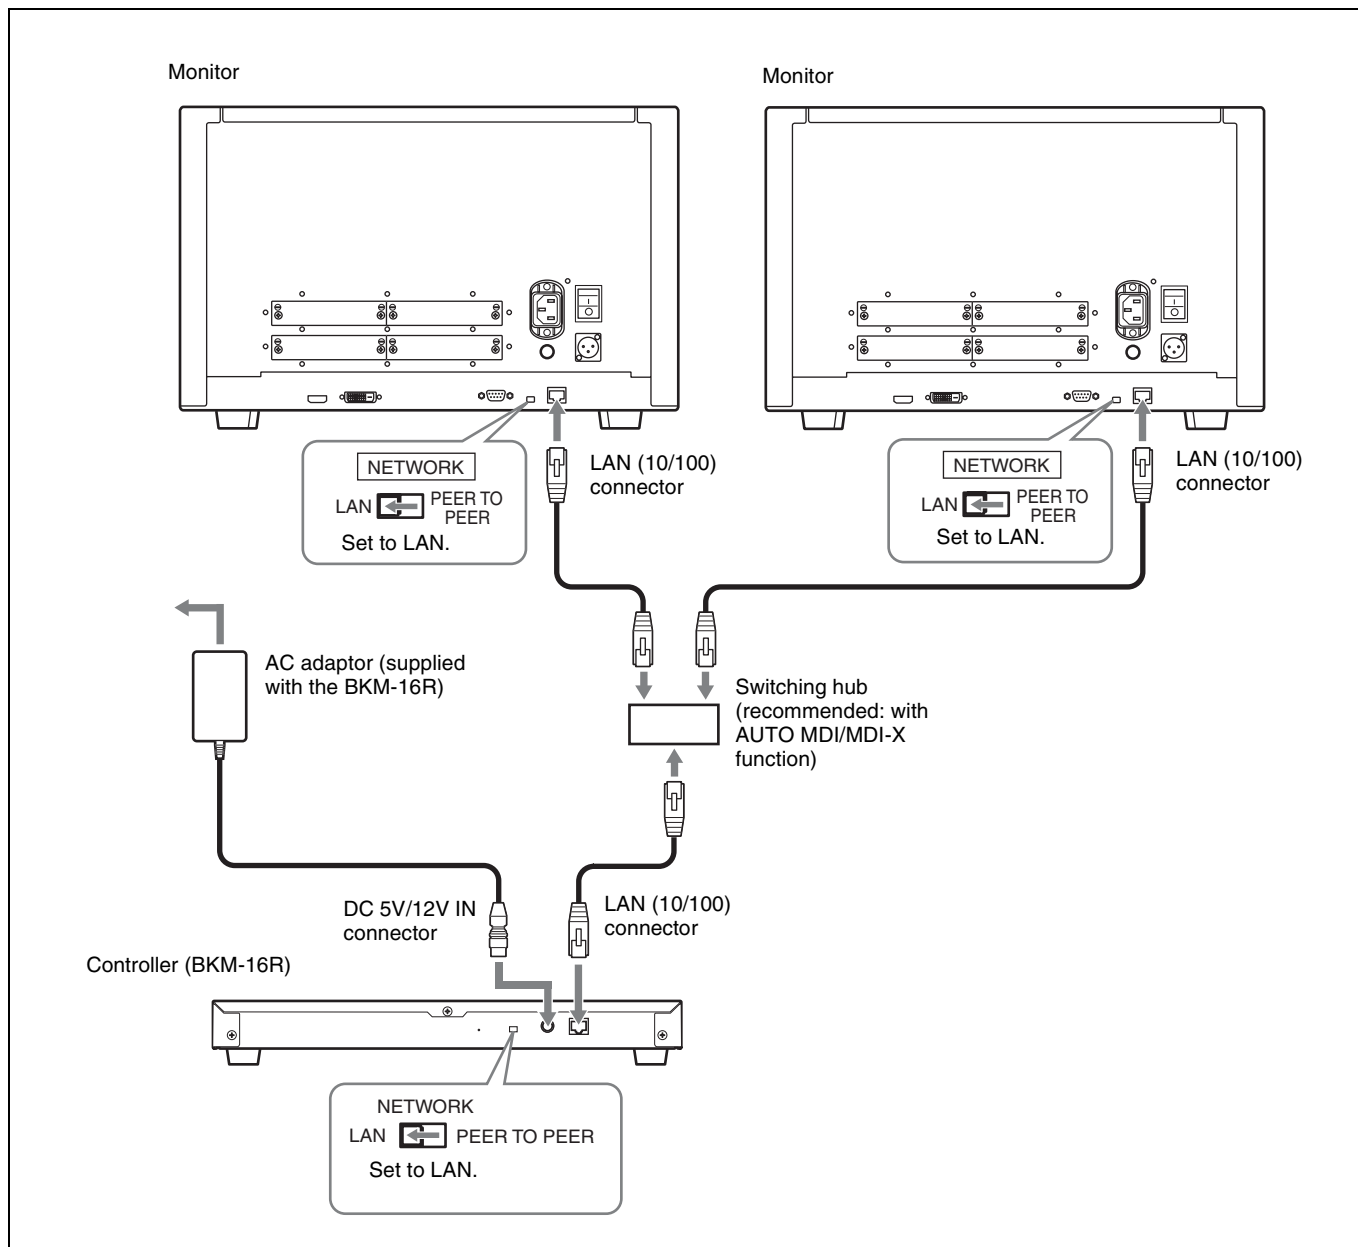 Monitor
Monitor
NETWORK
LAN
PEER TO
PEER
Set to LAN.
LAN (10/100)
connector
NETWORK
LAN
PEER TO
PEER
Set to LAN.
LAN (10/100)
connector
AC adaptor (supplied
with the BKM-16R)
Switching hub
(recommended: with
AUTO MDI/MDI-X
function)
DC 5V/12V IN
connector
LAN (10/100)
connector
Controller (BKM-16R)
NETWORK
LAN
PEER TO PEER
Set to LAN.